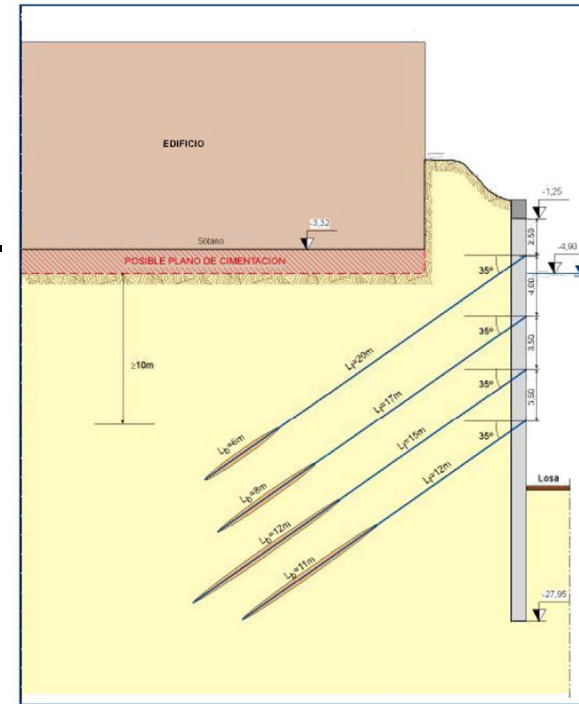 EDIFICIO
-1,25
-3,32
Sótano
2.50
-4,90
POSIBLE PLANO DE CIMENTACION
35º
4,00
≥10m
35º
Ll=20m
3,50
Ll=17m
35º
3,50
Ll=15m
Lb=6m
35º
Ll=12m
Lb=8m
Losa
Lb=12m
Lb=11m
-27,95